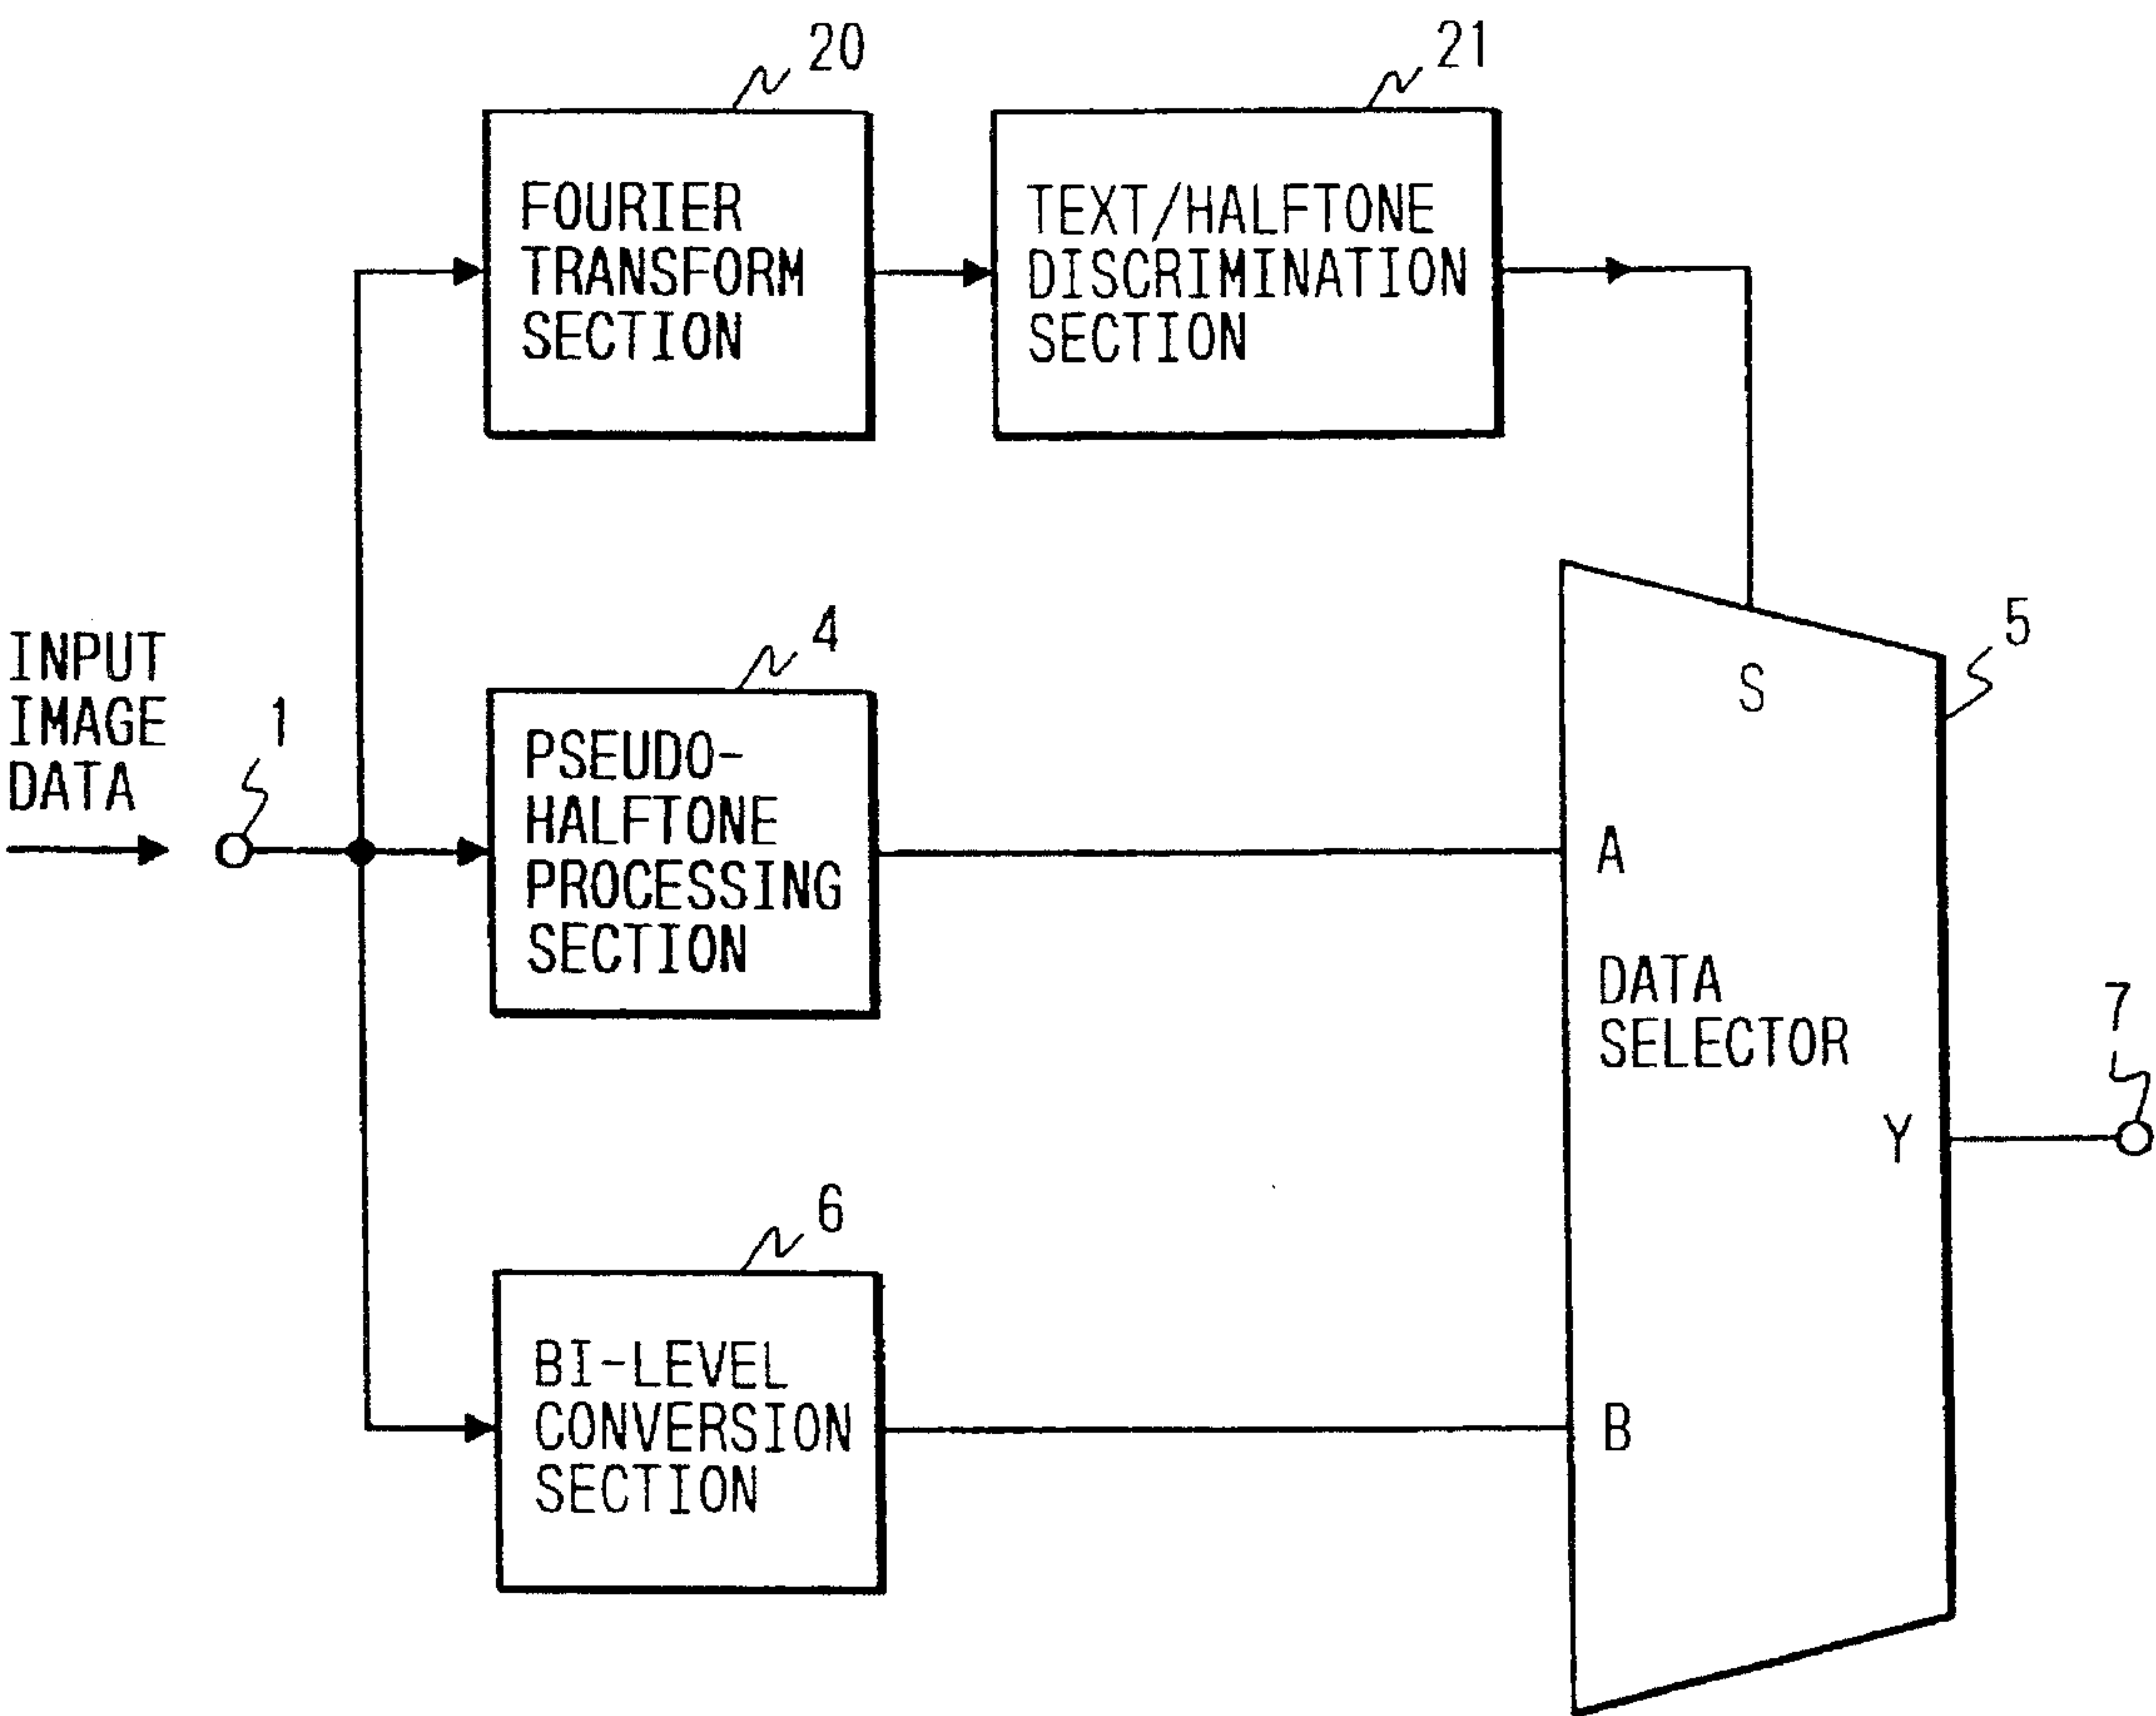 20
21
FOURIER
TRANSFORM
SECTION
TEXT/HALFTONE
DISCRIMINATION
SECTION
INPUT
IMAGE
DATA
1
4
PSEUDO-
HALFTONE
PROCESSING
SECTION
5
S
A
DATA
SELECTOR
Y
7
6
BI-LEVEL
CONVERSION
SECTION
B